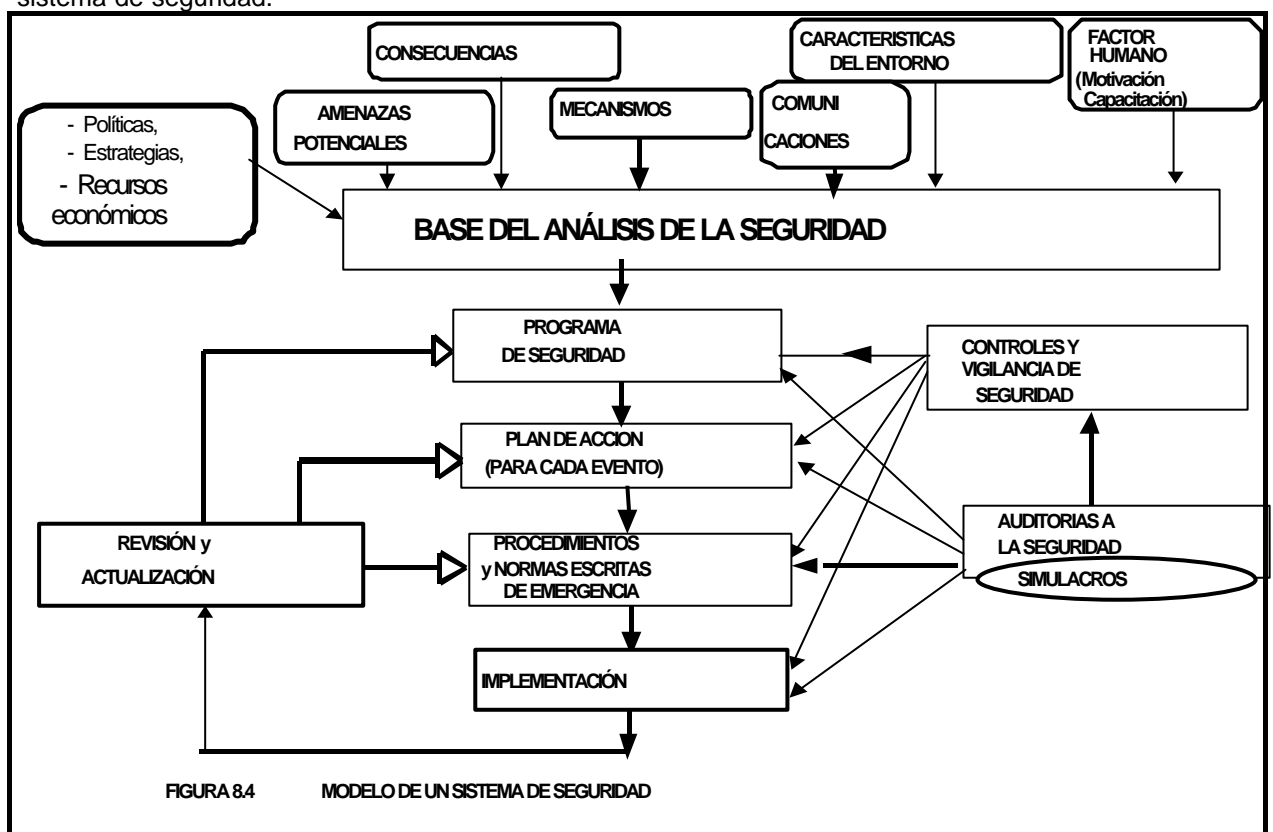 sistema de seguridad.
CONSECUENCIAS
CARACTERISTICAS
DEL ENTORNO
FACTOR
HUMANO
(Motivación
Capacitación)
AMENAZAS
POTENCIALES
MECANISMOS
COMUNI
CACIONES
- Políticas,
- Estrategias,
- Recursos
económicos
BASE DEL ANÁLISIS DE LA SEGURIDAD
PROGRAMA
DE SEGURIDAD
CONTROLES Y
VIGILANCIA DE
SEGURIDAD
PLAN DE ACCION
(PARA CADA EVENTO)
REVISIÓN y
ACTUALIZACIÓN
PROCEDIMIENTOS
y NORMAS ESCRITAS
DE EMERGENCIA
AUDITORIAS A
LA SEGURIDAD
SIMULACROS
IMPLEMENTACIÓN
FIGURA 8.4 MODELO DE UN SISTEMA DE SEGURIDAD